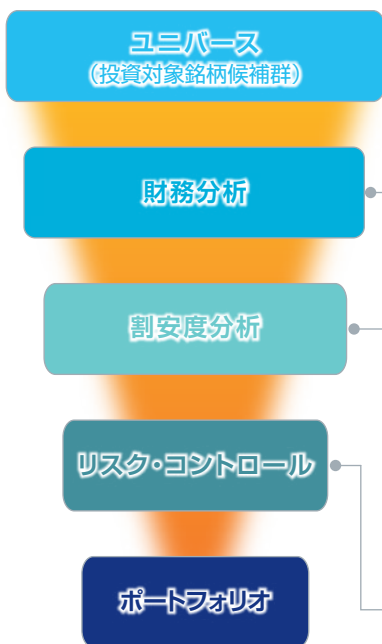 ユニバース
（投資対象銘柄候補群）
財務分析
割安度分析
リスク・コントロール
ポートフォリオ